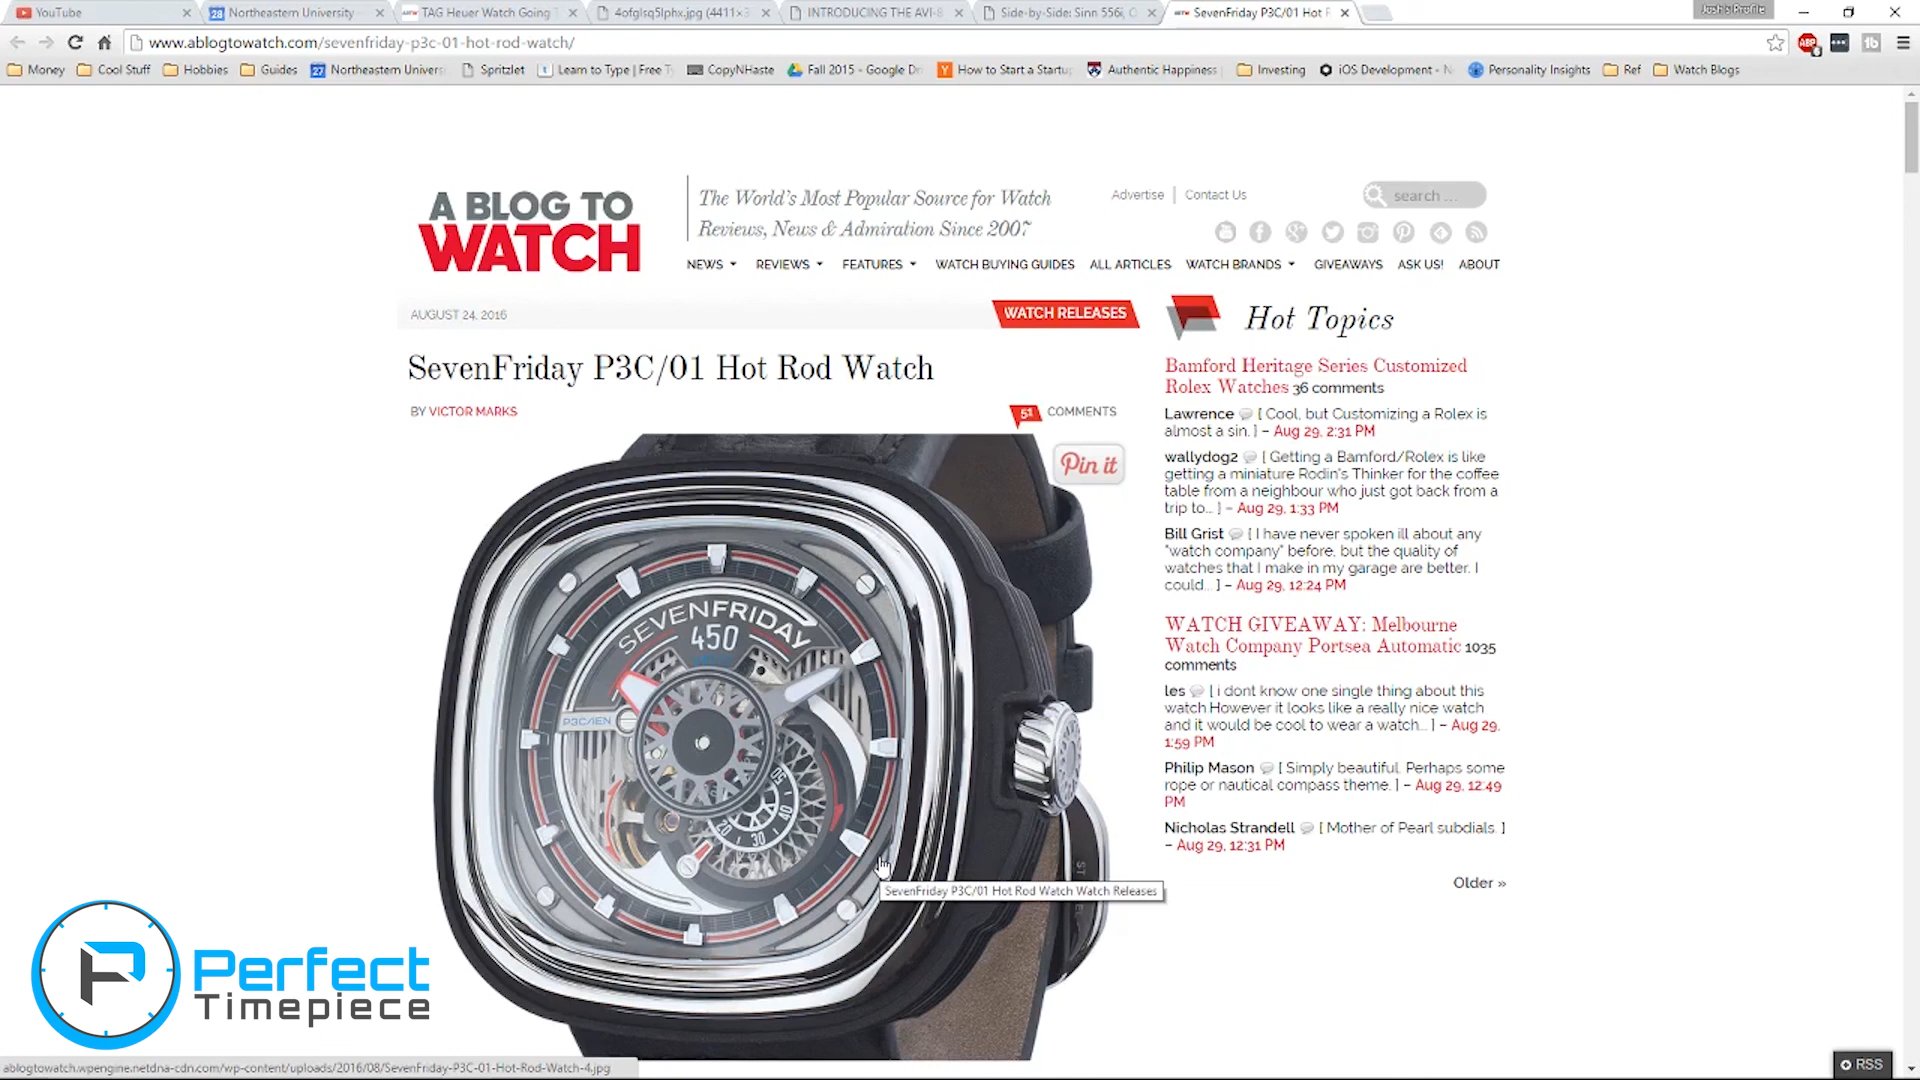 YouTube
28 Northeastern University
TAG Heuer Watch Going
4ofglsq5lphx.jpg (4411×3
INTRODUCING THE AVI-8
Side-by-Side: Sinn 556i,
SevenFriday P3C/01 Hot
Josh's Profile
www.ablogtowatch.com/sevenfriday-p3c-01-hot-rod-watch/
ABP
Money
Cool Stuff
Hobbies
Guides
27 Northeastern Univers
Spritzlet
Learn to Type | Free
CopyNHaste
Fall 2015 - Google
How to Start a Startu
Authentic Happiness
Investing
iOS Development -
Personality Insights
Ref
Watch Blogs
A BLOG TO
WATCH
The World's Most Popular Source for Watch
Reviews, News & Admiration Since 2007
Advertise | Contact Us
search ...
NEWS
REVIEWS
FEATURES
WATCH BUYING GUIDES
ALL ARTICLES
WATCH BRANDS
GIVEAWAYS
ASK US!
ABOUT
AUGUST 24, 2016
WATCH RELEASES
SevenFriday P3C/01 Hot Rod Watch
BY VICTOR MARKS
51 COMMENTS
Pin it
SEVENFRIDAY
450
P3C/EN
50
40
30
20
SevenFriday P3C/01 Hot Rod Watch Watch Releases
Hot Topics
Bamford Heritage Series Customized
Rolex Watches 36 comments
Lawrence [ Cool, but Customizing a Rolex is
almost a sin. ] – Aug 29, 2:31 PM
wallydog2 [ Getting a Bamford/Rolex is like
getting a miniature Rodin's Thinker for the coffee
table from a neighbour who just got back from a
trip to... ] – Aug 29, 1:33 PM
Bill Grist [ I have never spoken ill about any
"watch company" before, but the quality of
watches that I make in my garage are better. I
could... ] – Aug 29, 12:24 PM
WATCH GIVEAWAY: Melbourne
Watch Company Portsea Automatic 1035
comments
les [ i dont know one single thing about this
watch However it looks like a really nice watch
and it would be cool to wear a watch... ] – Aug 29,
1:59 PM
Philip Mason [ Simply beautiful. Perhaps some
rope or nautical compass theme. ] – Aug 29, 12:49
PM
Nicholas Strandell [ Mother of Pearl subdials. ]
– Aug 29, 12:31 PM
Older »
Perfect
Timepiece
ablogtowatch.wpengine.netdna-cdn.com/wp-content/uploads/2016/08/SevenFriday-P3C-01-Hot-Rod-Watch-4.jpg
RSS